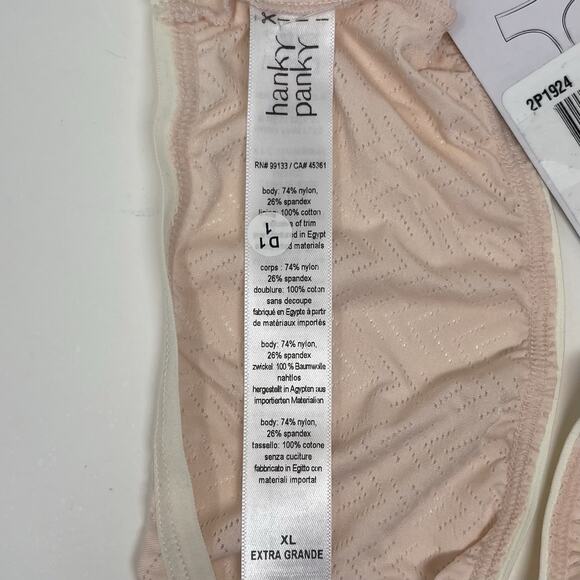 hanky
panky
RN# 99133 / CA# 45361
body: 74% nylon,
26% spandex
100% cotton
of trim
in Egypt
materials
D1
1
corps : 74% nylon
26% spandex
doublure: 100% coton
sans decoupe
fabriqué en Egypte à partir
de matériaux importés
body: 74% nylon,
26% spandex
zwickel 100 % Baumwolle
nahtlos
hergestellt in Ägypten aus
importierten Materialien
body: 74% nylon,
26% spandex
tassello: 100% cotone
senza cuciture
fabbricato in Egitto con
materiali importat
XL
EXTRA GRANDE
2P1924